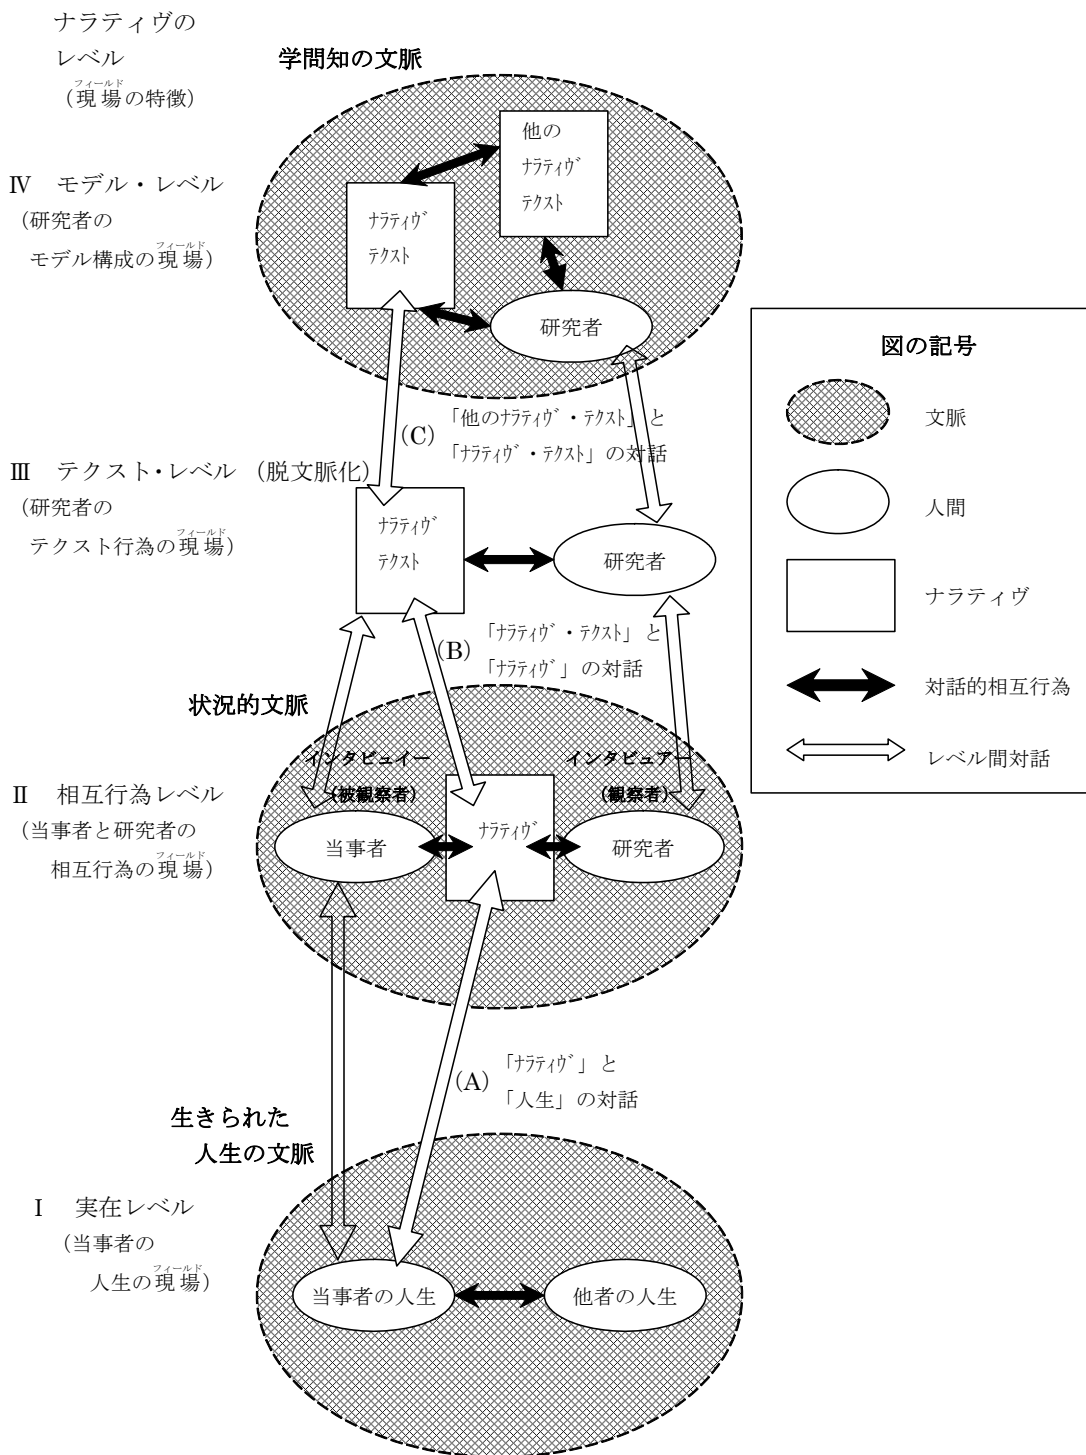 ナラティヴの
レベル
（現場の特徴）
フィールド
学問知の文脈
他の
ﾅﾗﾃｨｳﾞ
ﾃｸｽﾄ
ﾅﾗﾃｨｳﾞ
ﾃｸｽﾄ
研究者
Ⅳ　モデル・レベル
（研究者の
モデル構成の現場）
フィールド
(C)
「他のﾅﾗﾃｨｳﾞ・ﾃｸｽﾄ」と
「ﾅﾗﾃｨｳﾞ・ﾃｸｽﾄ」の対話
Ⅲ　テクスト・レベル （脱文脈化）
（研究者の
テクスト行為の現場）
フィールド
ﾅﾗﾃｨｳﾞ
ﾃｸｽﾄ
研究者
(B)
「ﾅﾗﾃｨｳﾞ・ﾃｸｽﾄ」と
「ﾅﾗﾃｨｳﾞ」の対話
状況的文脈
インタビュイー
（被観察者）
インタビュアー
（観察者）
Ⅱ　相互行為レベル
（当事者と研究者の
相互行為の現場）
フィールド
当事者
ﾅﾗﾃｨｳﾞ
研究者
(A)
「ﾅﾗﾃｨｳﾞ」と
「人生」の対話
生きられた
人生の文脈
Ⅰ　実在レベル
（当事者の
人生の現場）
フィールド
当事者の人生
他者の人生
図の記号
文脈
人間
ナラティヴ
対話的相互行為
レベル間対話